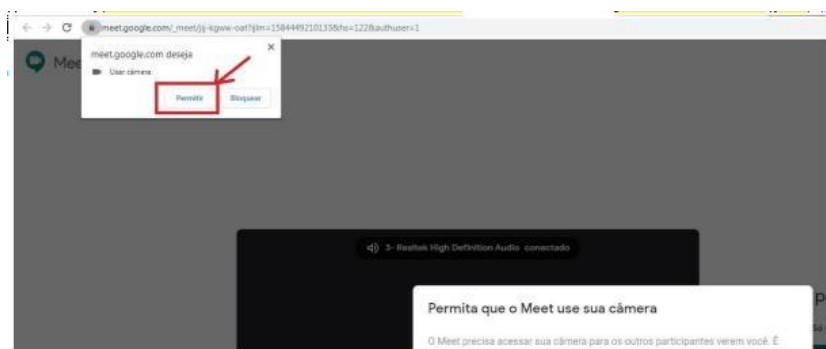 meet.google.com/_meet/jij-kgww-oat?ijlm=1584449210133&hs=122&authuser=1
Meet
meet.google.com deseja
Usar câmera
Permitir
Bloquear
3- Realtek High Definition Audio conectado
Permita que o Meet use sua câmera
O Meet precisa acessar sua câmera para os outros participantes verem você. É